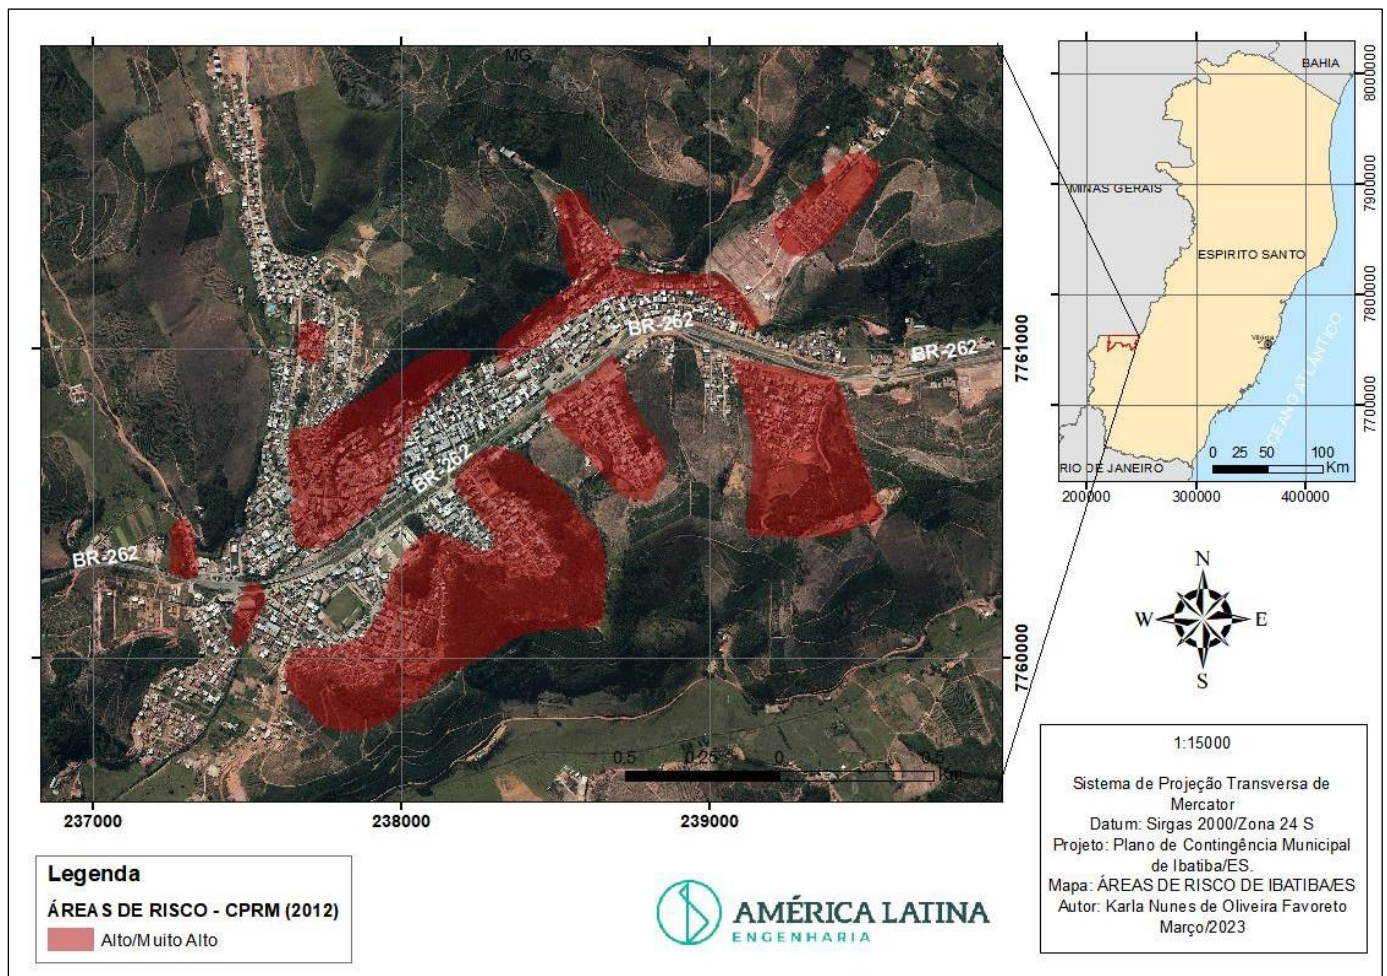 MG
BR-262
BR-262
BR-262
BR-262
0.5 0.25 0 0.5
Km
237000 238000 239000
7761000
7760000
BAHIA
MINAS GERAIS
ESPIRITO SANTO
Vitória
OCEANO ATLÂNTICO
RIO DE JANEIRO
0 25 50 100
Km
200000 300000 400000
8000000
7900000
7800000
7700000
N
W E
S
1:15000
Sistema de Projeção Transversa de
Mercator
Datum: Sirgas 2000/Zona 24 S
Projeto: Plano de Contingência Municipal
de Ibatiba/ES.
Mapa: ÁREAS DE RISCO DE IBATIBA/ES
Autor: Karla Nunes de Oliveira Favoreto
Março/2023
Legenda
ÁREAS DE RISCO - CPRM (2012)
Alto/Muito Alto
AMÉRICA LATINA
ENGENHARIA